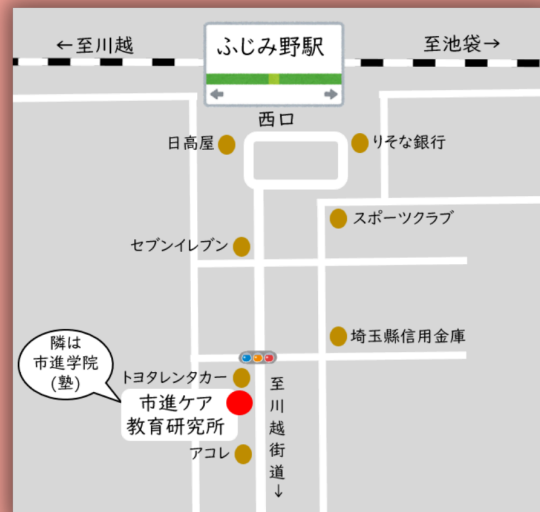 ←至川越
ふじみ野駅
至池袋→
西口
日高屋
りそな銀行
スポーツクラブ
セブンイレブン
埼玉縣信用金庫
隣は
市進学院
(塾)
トヨタレンタカー
市進ケア
教育研究所
アコレ
至川越街道↓